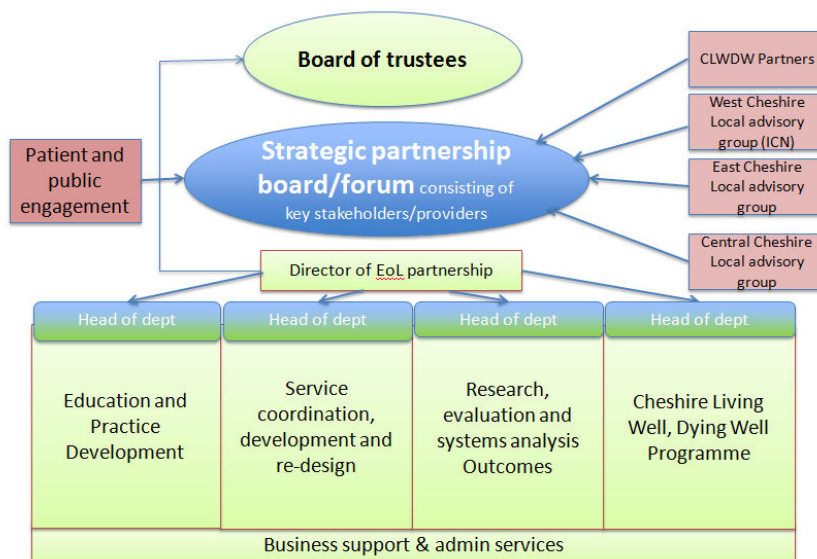 Board of trustees
CLWDW Partners
West Cheshire
Local advisory
group (ICN)
East Cheshire
Local advisory
group
Central Cheshire
Local advisory
group
Patient and
public
engagement
Strategic partnership
board/forum consisting of
key stakeholders/providers
Director of EoL partnership
Head of dept
Head of dept
Head of dept
Head of dept
Education and
Practice
Development
Service
coordination,
development and
re-design
Research,
evaluation and
systems analysis
Outcomes
Cheshire Living
Well, Dying Well
Programme
Business support & admin services